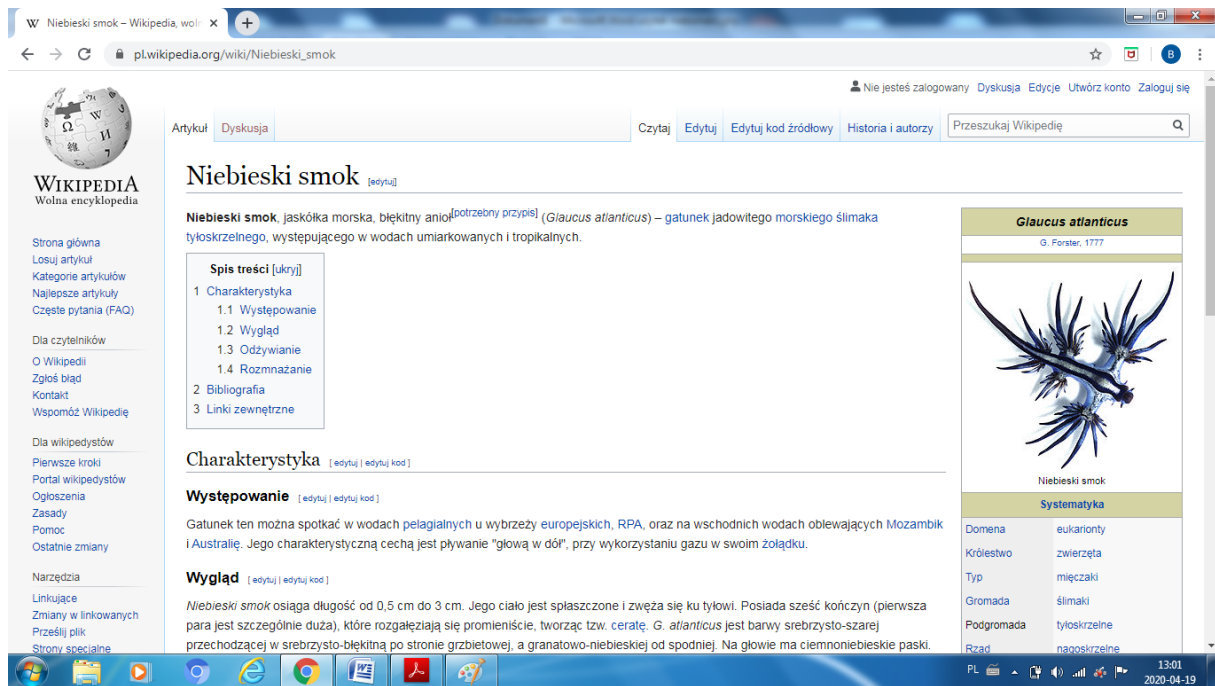 W Niebieski smok – Wikipedia, woln
pl.wikipedia.org/wiki/Niebieski_smok
B
Nie jesteś zalogowany Dyskusja Edycje Utwórz konto Zaloguj się
Artykuł Dyskusja
Czytaj Edytuj Edytuj kod źródłowy Historia i autorzy Przeszukaj Wikipedię
WIKIPEDIA
Wolna encyklopedia
Strona główna
Losuj artykuł
Kategorie artykułów
Najlepsze artykuły
Częste pytania (FAQ)
Dla czytelników
O Wikipedii
Zgłoś błąd
Kontakt
Wspomóż Wikipedię
Dla wikipedystów
Pierwsze kroki
Portal wikipedystów
Ogłoszenia
Zasady
Pomoc
Ostatnie zmiany
Narzędzia
Linkujące
Zmiany w linkowanych
Prześlij plik
Strony specjalne
Niebieski smok [edytuj]
Niebieski smok, jaskółka morska, błękitny anioł[potrzebny przypis] (Glaucus atlanticus) – gatunek jadowitego morskiego ślimaka
tyłoskrzelnego, występującego w wodach umiarkowanych i tropikalnych.
Spis treści [ukryj]
1 Charakterystyka
1.1 Występowanie
1.2 Wygląd
1.3 Odżywianie
1.4 Rozmnażanie
2 Bibliografia
3 Linki zewnętrzne
Charakterystyka [ edytuj | edytuj kod ]
Występowanie [ edytuj | edytuj kod ]
Gatunek ten można spotkać w wodach pelagialnych u wybrzeży europejskich, RPA, oraz na wschodnich wodach oblewających Mozambik
i Australię. Jego charakterystyczną cechą jest pływanie "głową w dół", przy wykorzystaniu gazu w swoim żołądku.
Wygląd [ edytuj | edytuj kod ]
Niebieski smok osiąga długość od 0,5 cm do 3 cm. Jego ciało jest spłaszczone i zwęża się ku tyłowi. Posiada sześć kończyn (pierwsza
para jest szczególnie duża), które rozgałęziają się promieniście, tworząc tzw. ceratę. G. atlanticus jest barwy srebrzysto-szarej
przechodzącej w srebrzysto-błękitną po stronie grzbietowej, a granatowo-niebieskiej od spodniej. Na głowie ma ciemnoniebieskie paski.
Glaucus atlanticus
G. Forster, 1777
Niebieski smok
Systematyka
Domena eukarionty
Królestwo zwierzęta
Typ mięczaki
Gromada ślimaki
Podgromada tyłoskrzelne
Rząd nagoskrzelne
PL 13:01
2020-04-19